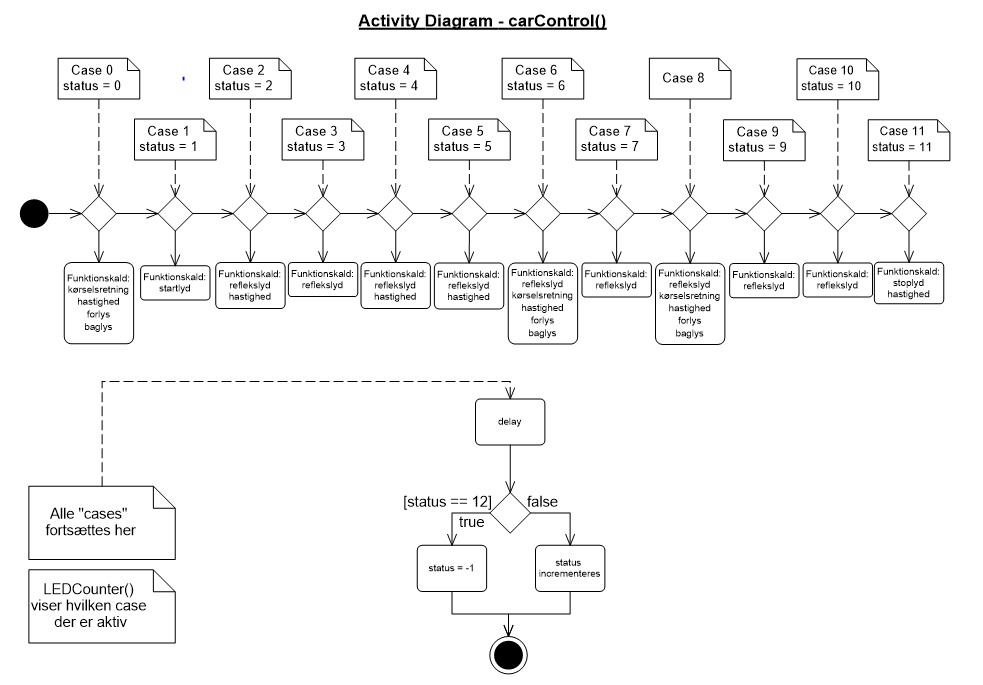 Activity Diagram - carControl()
Case 0
status = 0
Case 2
status = 2
Case 4
status = 4
Case 6
status = 6
Case 8
Case 10
status = 10
Case 1
status = 1
Case 3
status = 3
Case 5
status = 5
Case 7
status = 7
Case 9
status = 9
Case 11
status = 11
Funktionskald:
kørselsretning
hastighed
forlys
baglys
Funktionskald:
startlyd
Funktionskald:
reflekslyd
hastighed
Funktionskald:
reflekslyd
Funktionskald:
reflekslyd
hastighed
Funktionskald:
reflekslyd
hastighed
Funktionskald:
reflekslyd
kørselsretning
hastighed
forlys
baglys
Funktionskald:
reflekslyd
Funktionskald:
reflekslyd
kørselsretning
hastighed
forlys
baglys
Funktionskald:
reflekslyd
Funktionskald:
reflekslyd
Funktionskald:
stoplyd
hastighed
delay
[status == 12]
false
true
status = -1
status
incrementeres
Alle "cases"
fortsættes her
LEDCounter()
viser hvilken case
der er aktiv